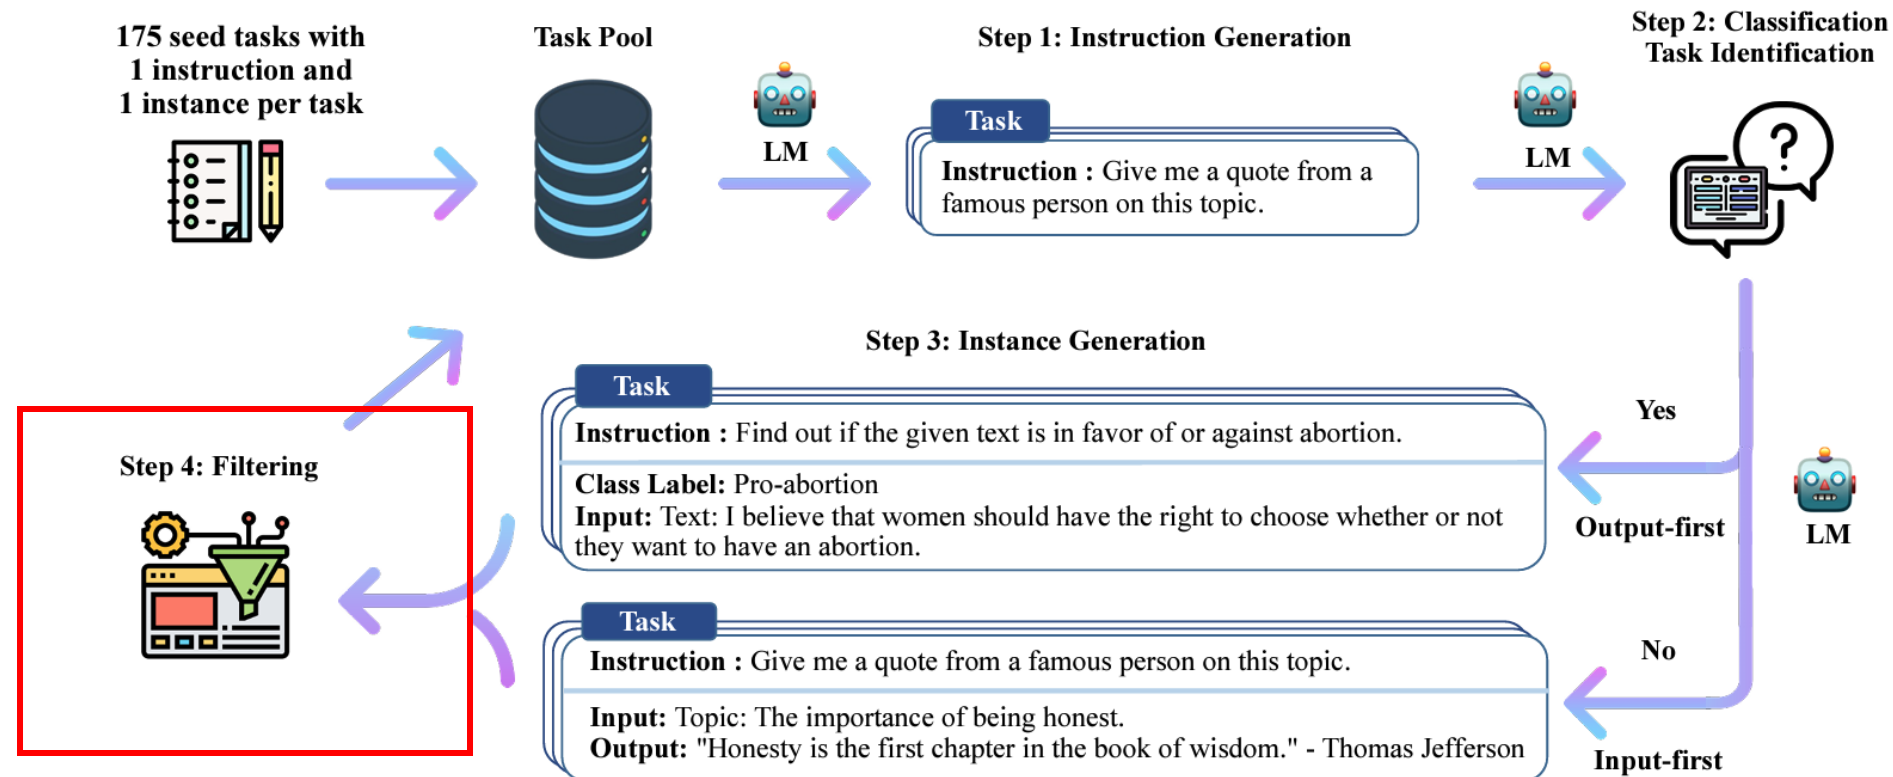 175 seed tasks with
1 instruction and
1 instance per task
Task Pool
LM
Step 1: Instruction Generation
Task
Instruction : Give me a quote from a
famous person on this topic.
LM
Step 2: Classification
Task Identification
Step 3: Instance Generation
Task
Instruction : Find out if the given text is in favor of or against abortion.
Class Label: Pro-abortion
Input: Text: I believe that women should have the right to choose whether or not
they want to have an abortion.
Yes
Output-first
LM
Task
Instruction : Give me a quote from a famous person on this topic.
Input: Topic: The importance of being honest.
Output: "Honesty is the first chapter in the book of wisdom." - Thomas Jefferson
No
Input-first
Step 4: Filtering